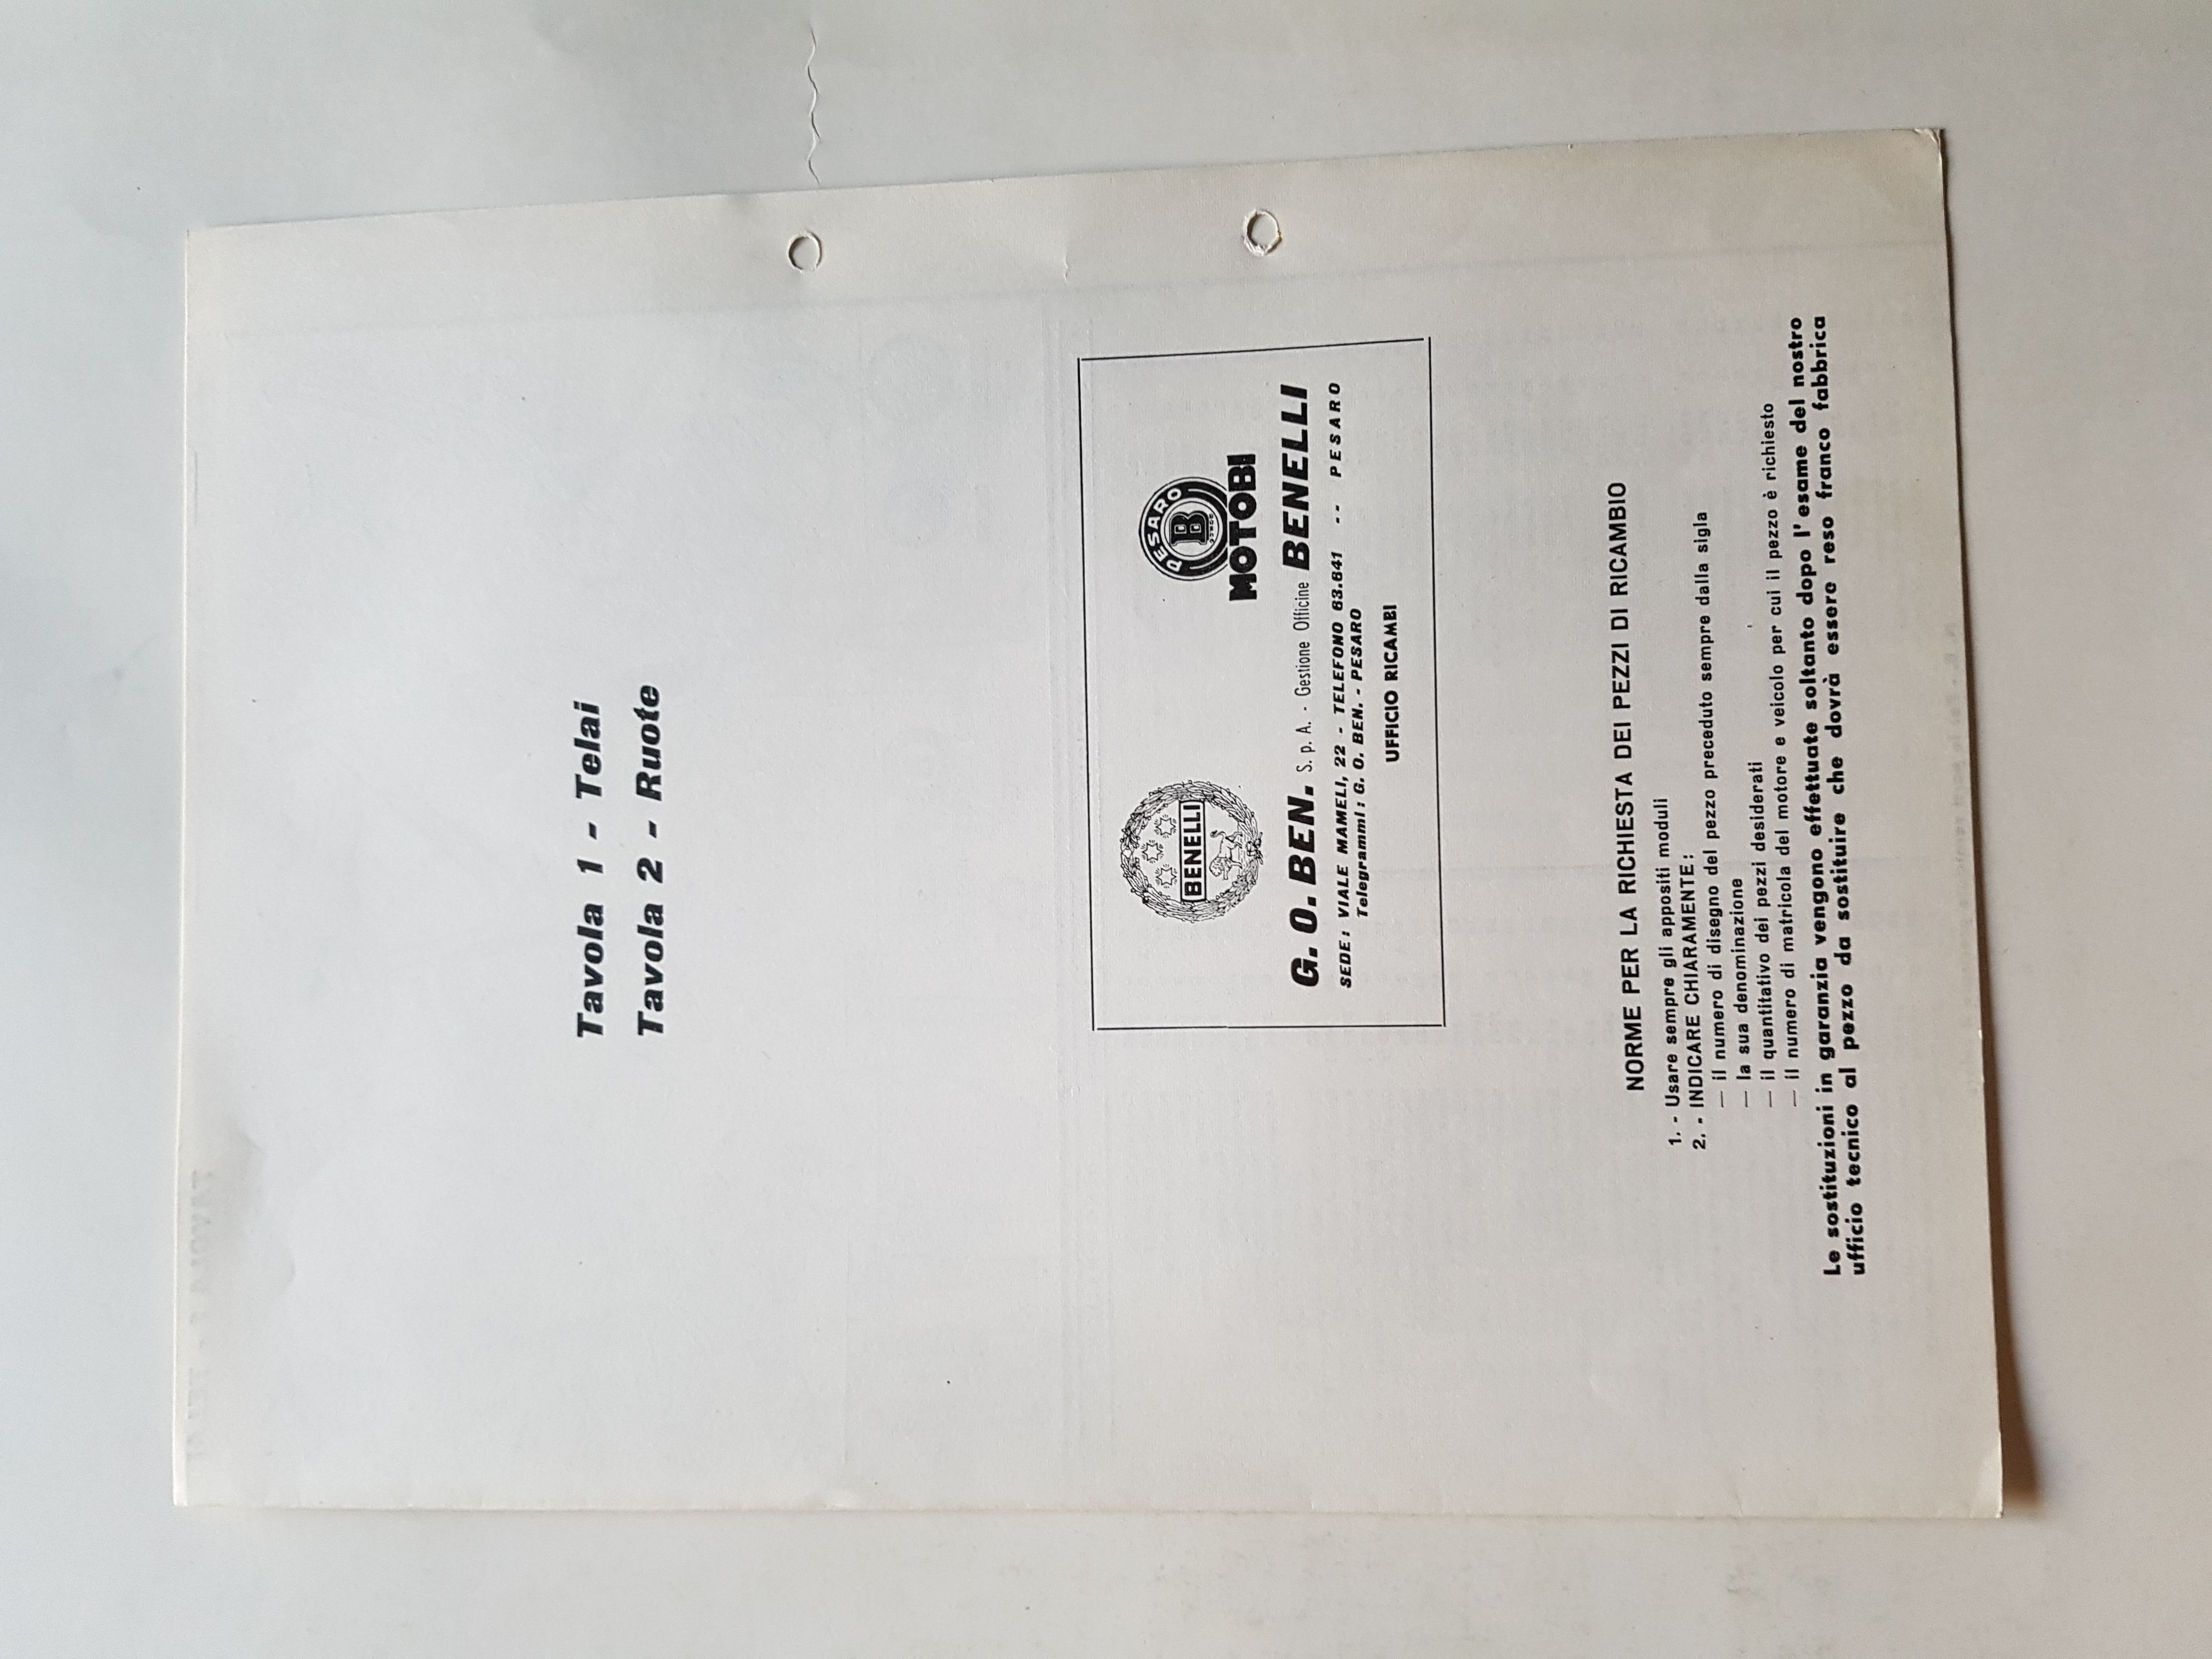 Tavola 1 - Telai
Tavola 2 - Ruote
BENELLI
PESARO
B
MOTOBI
G. O. BEN. S. p. A. - Gestione Officine BENELLI
SEDE: VIALE MAMELI, 22 - TELEFONO 63.641 -- PESARO
Telegrammi: G. O. BEN. - PESARO
UFFICIO RICAMBI
NORME PER LA RICHIESTA DEI PEZZI DI RICAMBIO
1. - Usare sempre gli appositi moduli
2. - INDICARE CHIARAMENTE:
— il numero di disegno del pezzo preceduto sempre dalla sigla
— la sua denominazione
— il quantitativo dei pezzi desiderati
— il numero di matricola del motore e veicolo per cui il pezzo è richiesto
Le sostituzioni in garanzia vengono effettuate soltanto dopo l'esame del nostro
ufficio tecnico al pezzo da sostituire che dovrà essere reso franco fabbrica